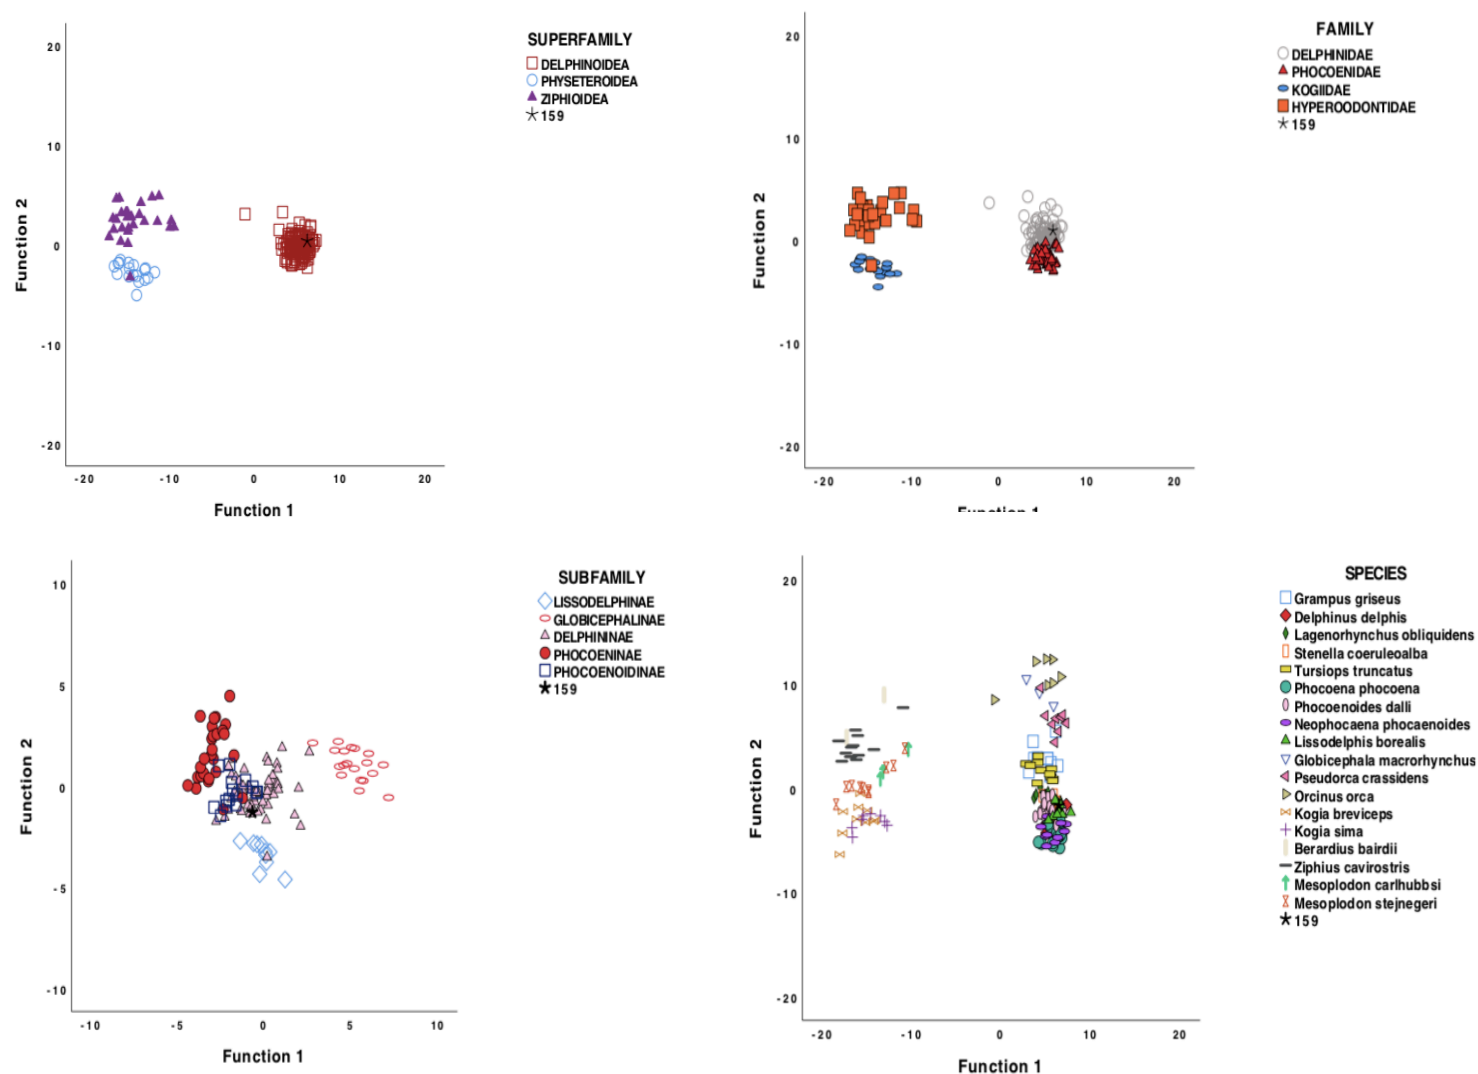 SUPERFAMILY
DELPHINOIDEA
PHYSETEROIDEA
ZIPHIOIDEA
159
20
10
0
-10
-20
Function 2
-20
-10
0
10
20
Function 1
FAMILY
DELPHINIDAE
PHOCOENIDAE
KOGIIDAE
HYPEROODONTIDAE
159
20
10
0
-10
-20
Function 2
-20
-10
0
10
20
Function 1
SUBFAMILY
LISSODELPHINAE
GLOBICEPHALINAE
DELPHININAE
PHOCOENINAE
PHOCOENOIDINAE
159
10
5
0
-5
-10
Function 2
-10
-5
0
5
10
Function 1
SPECIES
Grampus griseus
Delphinus delphis
Lagenorhynchus obliquidens
Stenella coeruleoalba
Tursiops truncatus
Phocoena phocoena
Phocoenoides dalli
Neophocaena phocaenoides
Lissodelphis borealis
Globicephala macrorhynchus
Pseudorca crassidens
Orcinus orca
Kogia breviceps
Kogia sima
Berardius bairdii
Ziphius cavirostris
Mesoplodon carlhubbsi
Mesoplodon stejnegeri
159
20
10
0
-10
-20
Function 2
-20
-10
0
10
20
Function 1